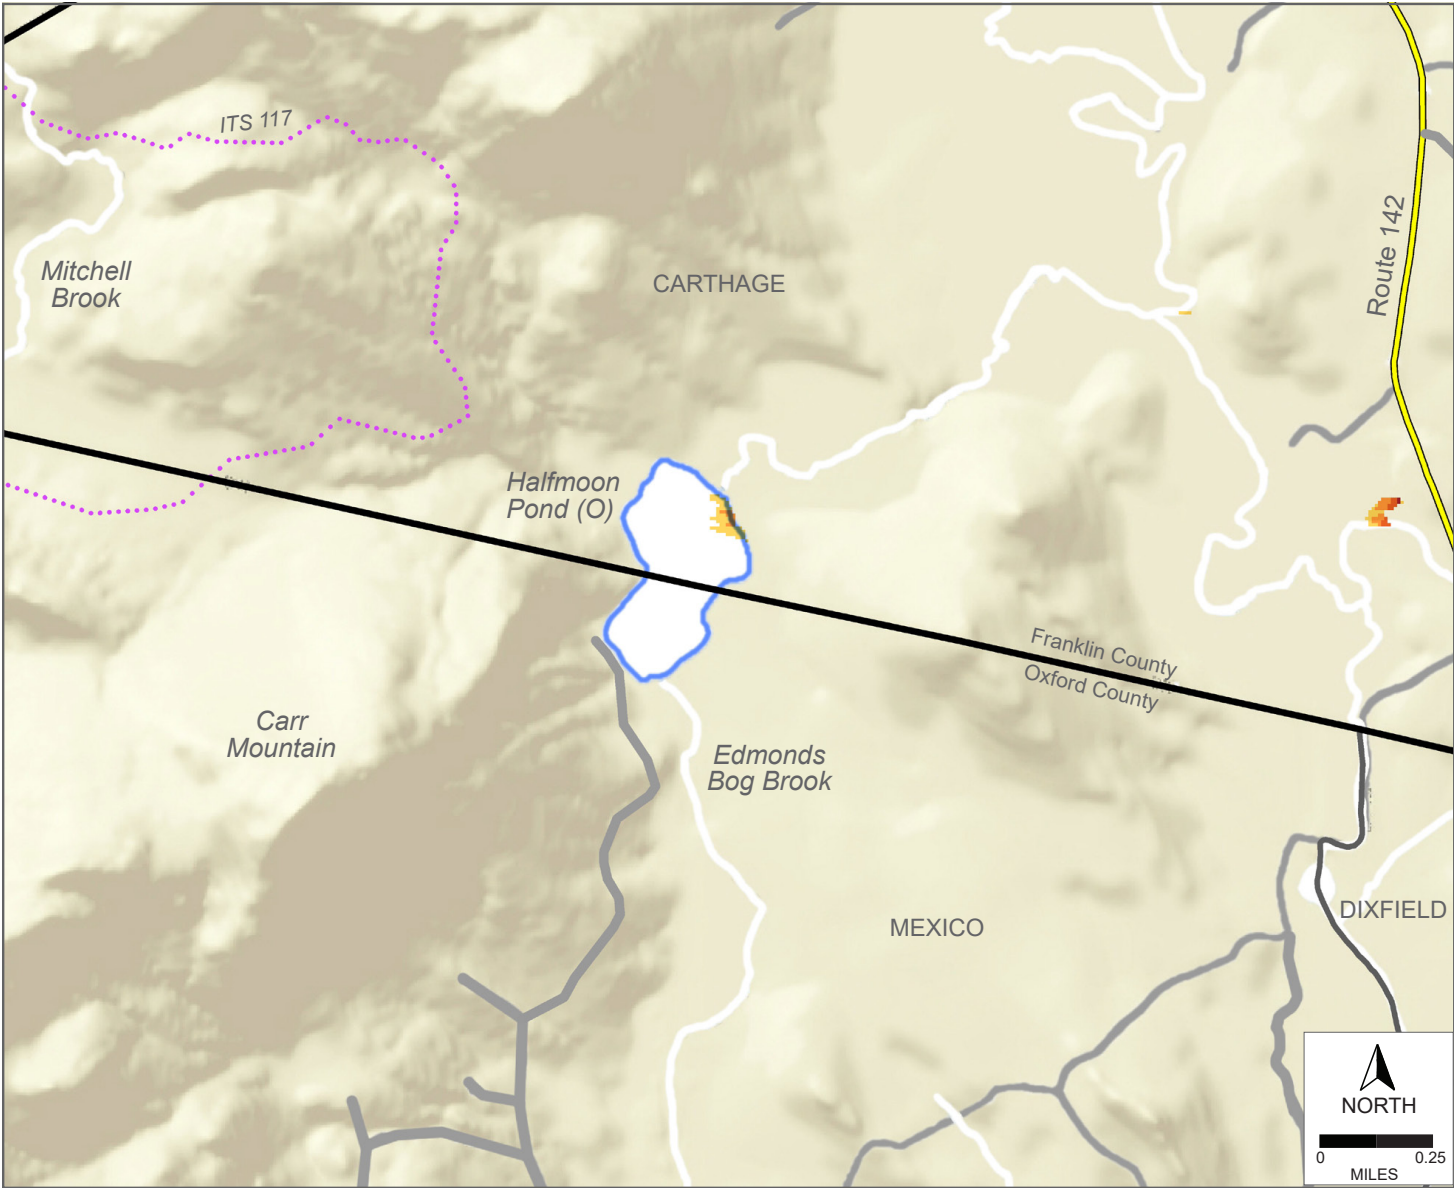 ITS 117
Route 142
Mitchell
Brook
CARTHAGE
Halfmoon
Pond (O)
Franklin County
Oxford County
Carr
Mountain
Edmonds
Bog Brook
MEXICO
DIXFIELD
NORTH
0 0.25
MILES